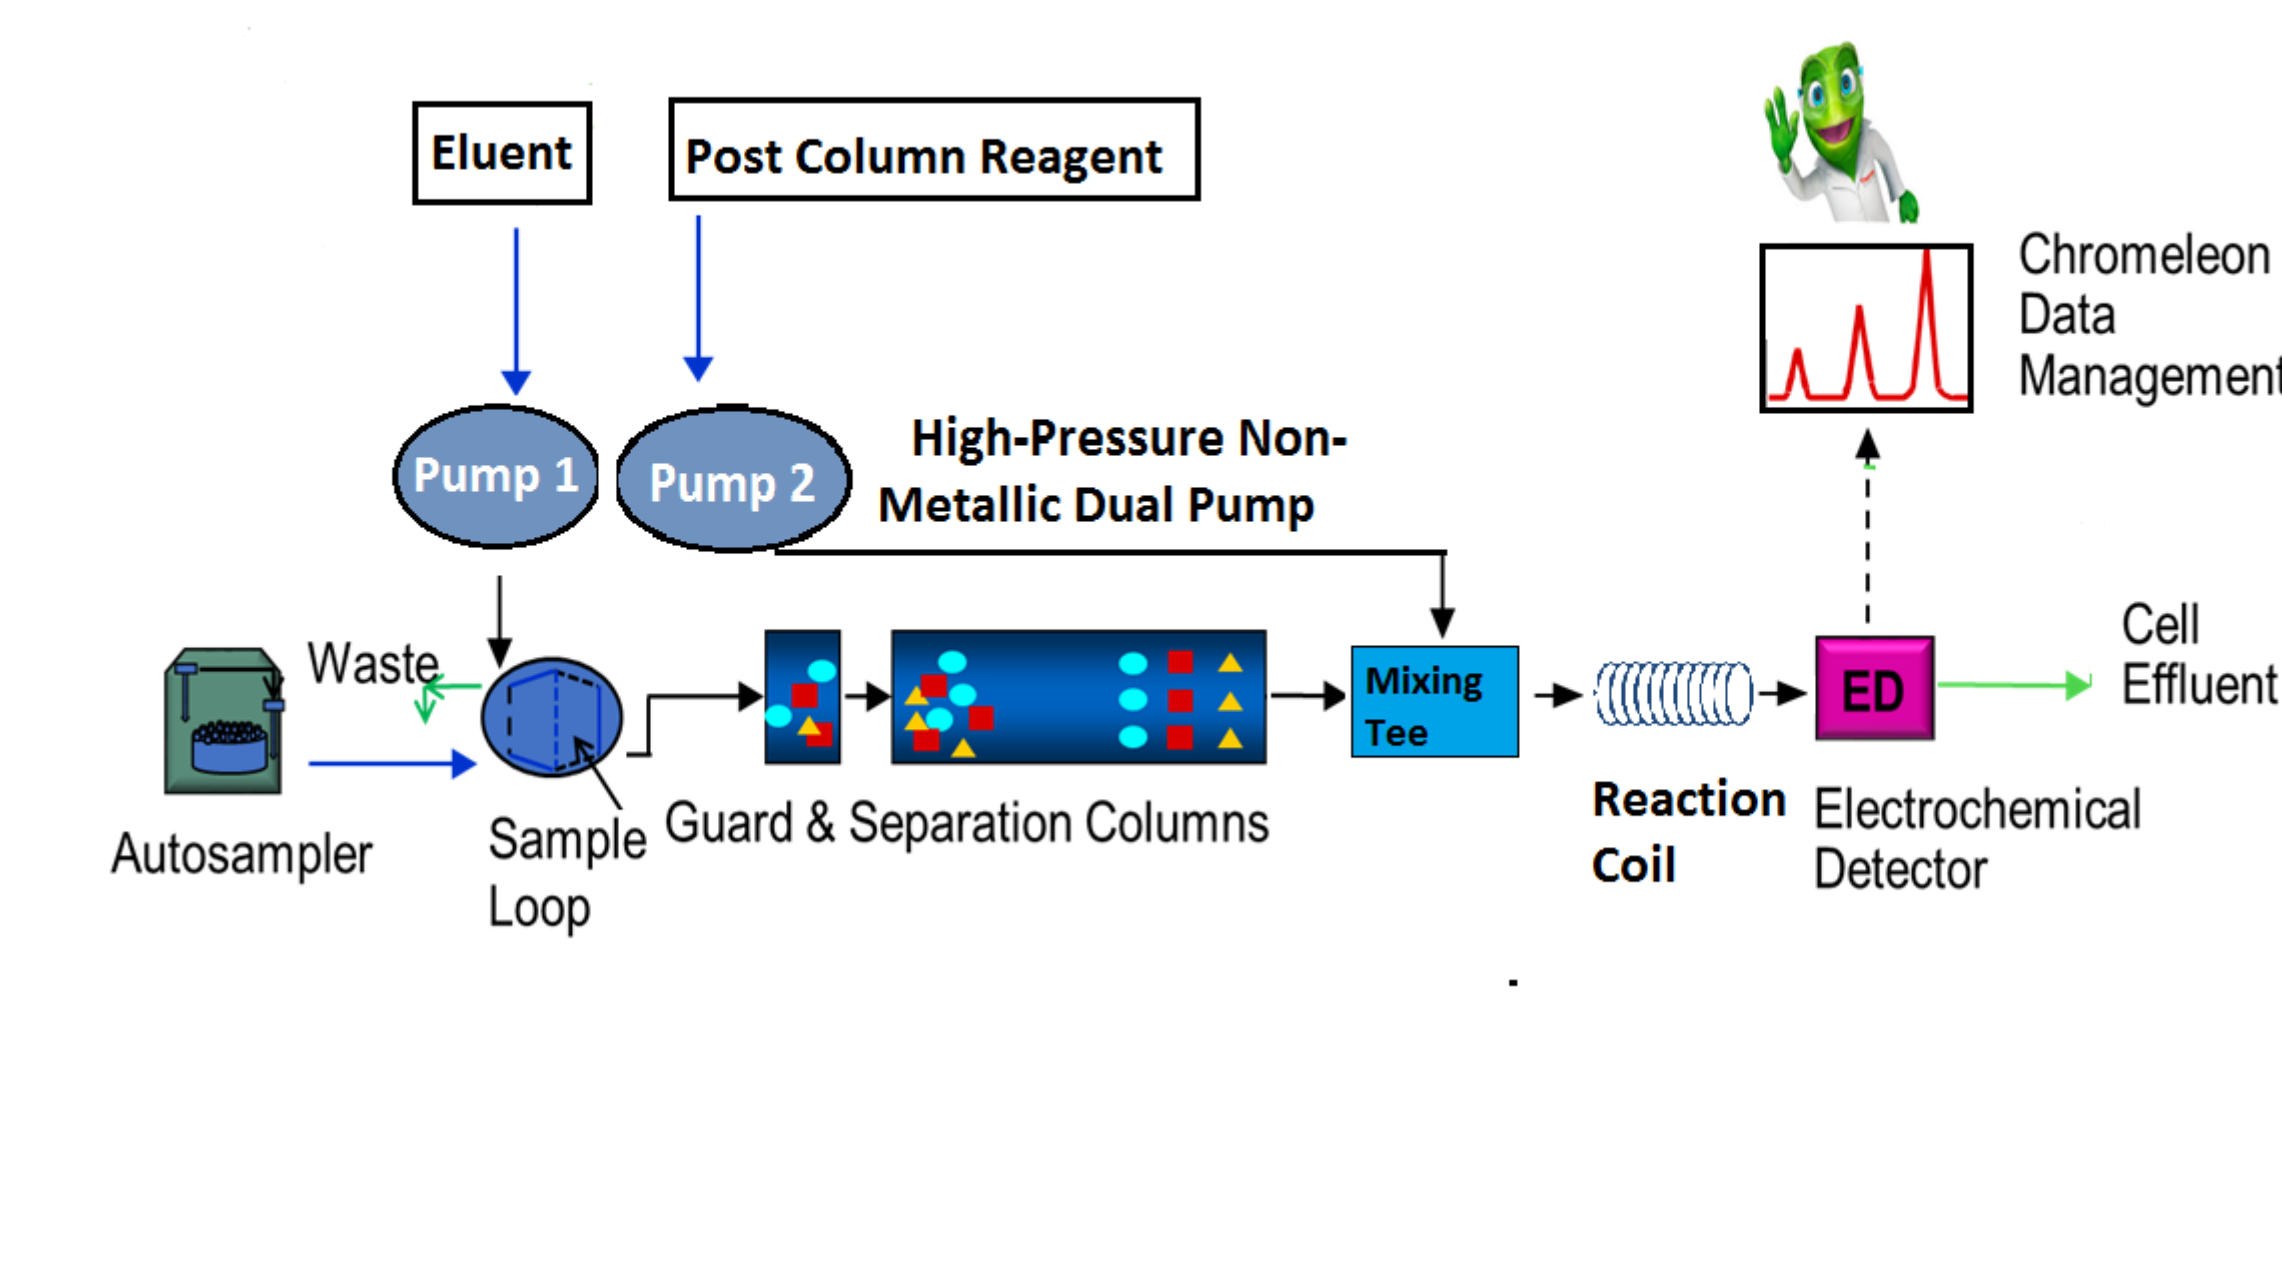 Eluent
Post Column Reagent
Chromeleon
Data
Management
Pump 1
Pump 2
High-Pressure Non-
Metallic Dual Pump
Waste
Autosampler
Sample
Loop
Guard & Separation Columns
Mixing
Tee
Reaction
Coil
ED
Electrochemical
Detector
Cell
Effluent